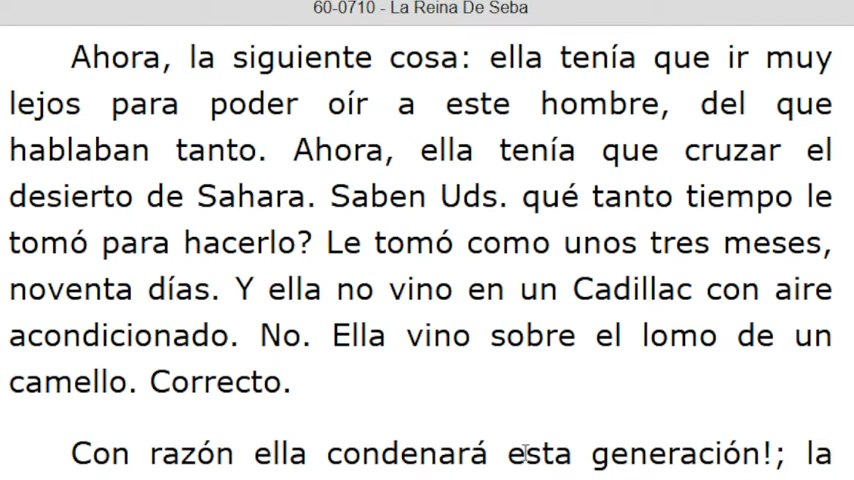 60-0710 - La Reina De Seba
Ahora, la siguiente cosa: ella tenía que ir muy
lejos para poder oír a este hombre, del que
hablaban tanto. Ahora, ella tenía que cruzar el
desierto de Sahara. Saben Uds. qué tanto tiempo le
tomó para hacerlo? Le tomó como unos tres meses,
noventa días. Y ella no vino en un Cadillac con aire
acondicionado. No. Ella vino sobre el lomo de un
camello. Correcto.
Con razón ella condenará esta generación!; la